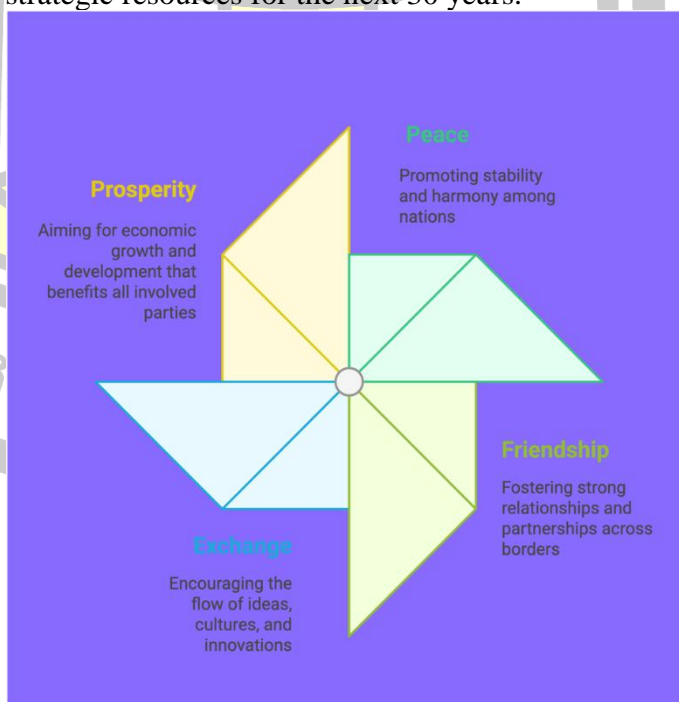 strategic resources for the next 30 years.
Peace
Promoting stability
and harmony among
nations
Prosperity
Aiming for economic
growth and
development that
benefits all involved
parties
Friendship
Fostering strong
relationships and
partnerships across
borders
Exchange
Encouraging the
flow of ideas,
cultures, and
innovations